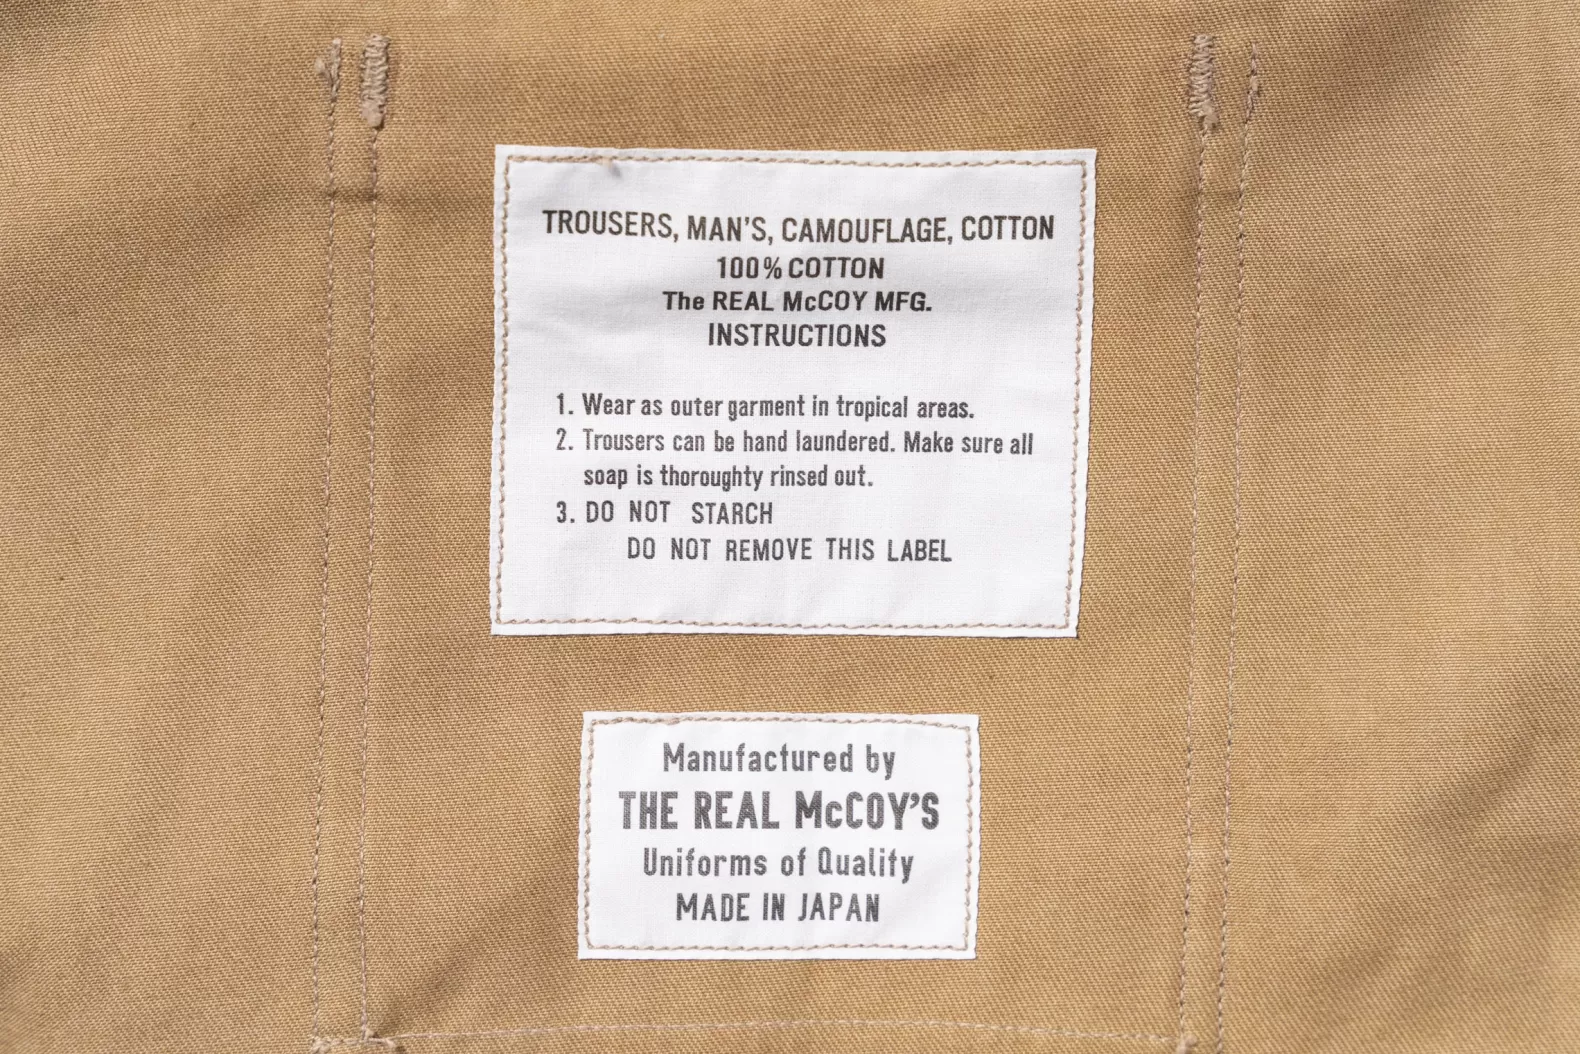 TROUSERS, MAN'S, CAMOUFLAGE, COTTON
100% COTTON
The REAL McCOY MFG.
INSTRUCTIONS
1. Wear as outer garment in tropical areas.
2. Trousers can be hand laundered. Make sure all
soap is thoroughty rinsed out.
3. DO NOT STARCH
DO NOT REMOVE THIS LABEL
Manufactured by
THE REAL McCOY'S
Uniforms of Quality
MADE IN JAPAN